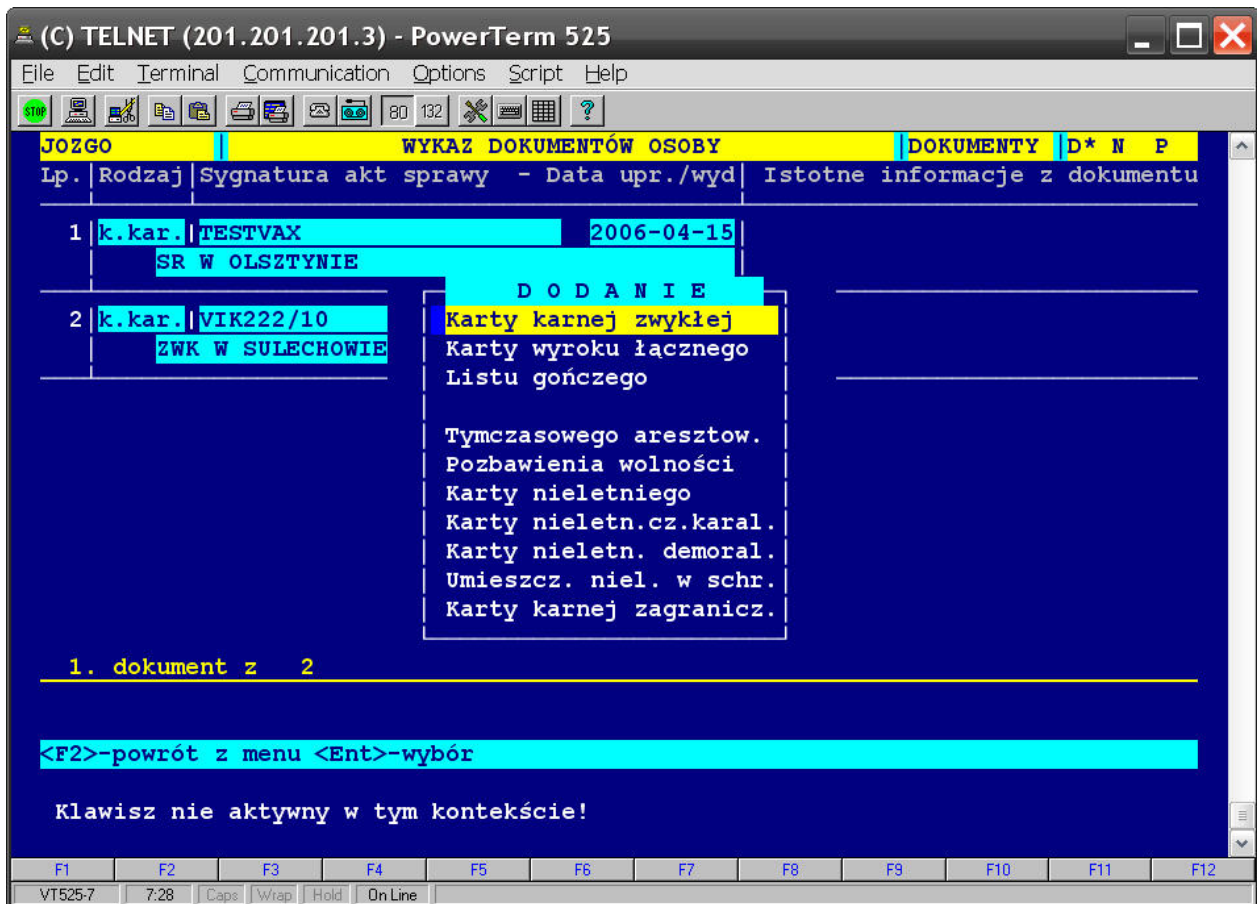 (C) TELNET (201.201.201.3) - PowerTerm 525
File Edit Terminal Communication Options Script Help
STOP 80 132 ?
JOZGO WYKAZ DOKUMENTÓW OSOBY DOKUMENTY D* N P
Lp. Rodzaj Sygnatura akt sprawy - Data upr./wyd Istotne informacje z dokumentu
1 k.kar. TESTVAX 2006-04-15
SR W OLSZTYNIE
D O D A N I E
2 k.kar. VIK222/10 Karty karnej zwykłej
ZWK W SULECHOWIE Karty wyroku łącznego
Listu gończego
Tymczasowego aresztow.
Pozbawienia wolności
Karty nieletniego
Karty nieletn.cz.karal.
Karty nieletn. demoral.
Umieszcz. niel. w schr.
Karty karnej zagranicz.
1. dokument z 2
<F2>-powrót z menu <Ent>-wybór
Klawisz nie aktywny w tym kontekście!
F1 F2 F3 F4 F5 F6 F7 F8 F9 F10 F11 F12
VT525-7 7:28 Caps Wrap Hold On Line